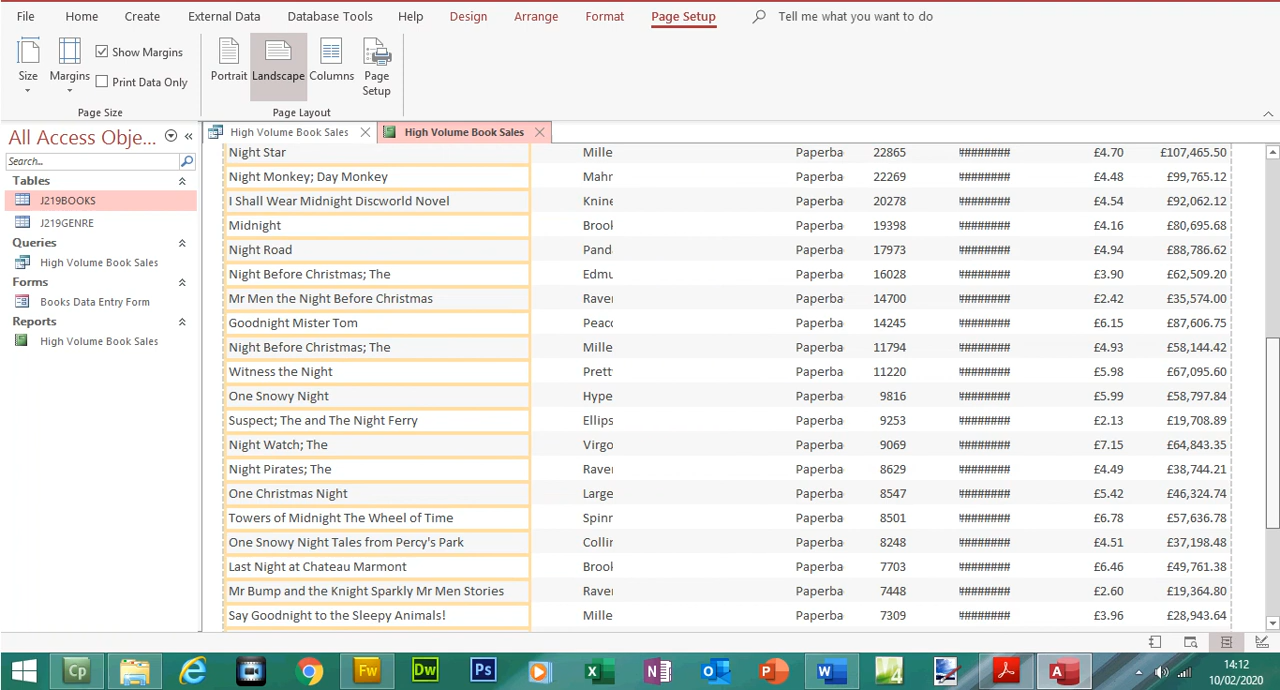 File Home Create External Data Database Tools Help Design Arrange Format Page Setup Tell me what you want to do
Size Margins Show Margins Print Data Only Portrait Landscape Columns Page Setup
Page Size Page Layout
All Access Obje... «
Search...
Tables
J219BOOKS
J219GENRE
Queries
High Volume Book Sales
Forms
Books Data Entry Form
Reports
High Volume Book Sales
High Volume Book Sales High Volume Book Sales
Night Star Mille Paperba 22865 ######## £4.70 £107,465.50
Night Monkey; Day Monkey Mahr Paperba 22269 ######## £4.48 £99,765.12
I Shall Wear Midnight Discworld Novel Knine Paperba 20278 ######## £4.54 £92,062.12
Midnight Brook Paperba 19398 ######## £4.16 £80,695.68
Night Road Panda Paperba 17973 ######## £4.94 £88,786.62
Night Before Christmas; The Edmu Paperba 16028 ######## £3.90 £62,509.20
Mr Men the Night Before Christmas Raver Paperba 14700 ######## £2.42 £35,574.00
Goodnight Mister Tom Peacc Paperba 14245 ######## £6.15 £87,606.75
Night Before Christmas; The Mille Paperba 11794 ######## £4.93 £58,144.42
Witness the Night Prett Paperba 11220 ######## £5.98 £67,095.60
One Snowy Night Hype Paperba 9816 ######## £5.99 £58,797.84
Suspect; The and The Night Ferry Ellips Paperba 9253 ######## £2.13 £19,708.89
Night Watch; The Virgo Paperba 9069 ######## £7.15 £64,843.35
Night Pirates; The Raver Paperba 8629 ######## £4.49 £38,744.21
One Christmas Night Large Paperba 8547 ######## £5.42 £46,324.74
Towers of Midnight The Wheel of Time Spinr Paperba 8501 ######## £6.78 £57,636.78
One Snowy Night Tales from Percy's Park Collir Paperba 8248 ######## £4.51 £37,198.48
Last Night at Chateau Marmont Brook Paperba 7703 ######## £6.46 £49,761.38
Mr Bump and the Knight Sparkly Mr Men Stories Raver Paperba 7448 ######## £2.60 £19,364.80
Say Goodnight to the Sleepy Animals! Mille Paperba 7309 ######## £3.96 £28,943.64
Cp Fw Dw Ps X N O P W 4 A
14:12
10/02/2020